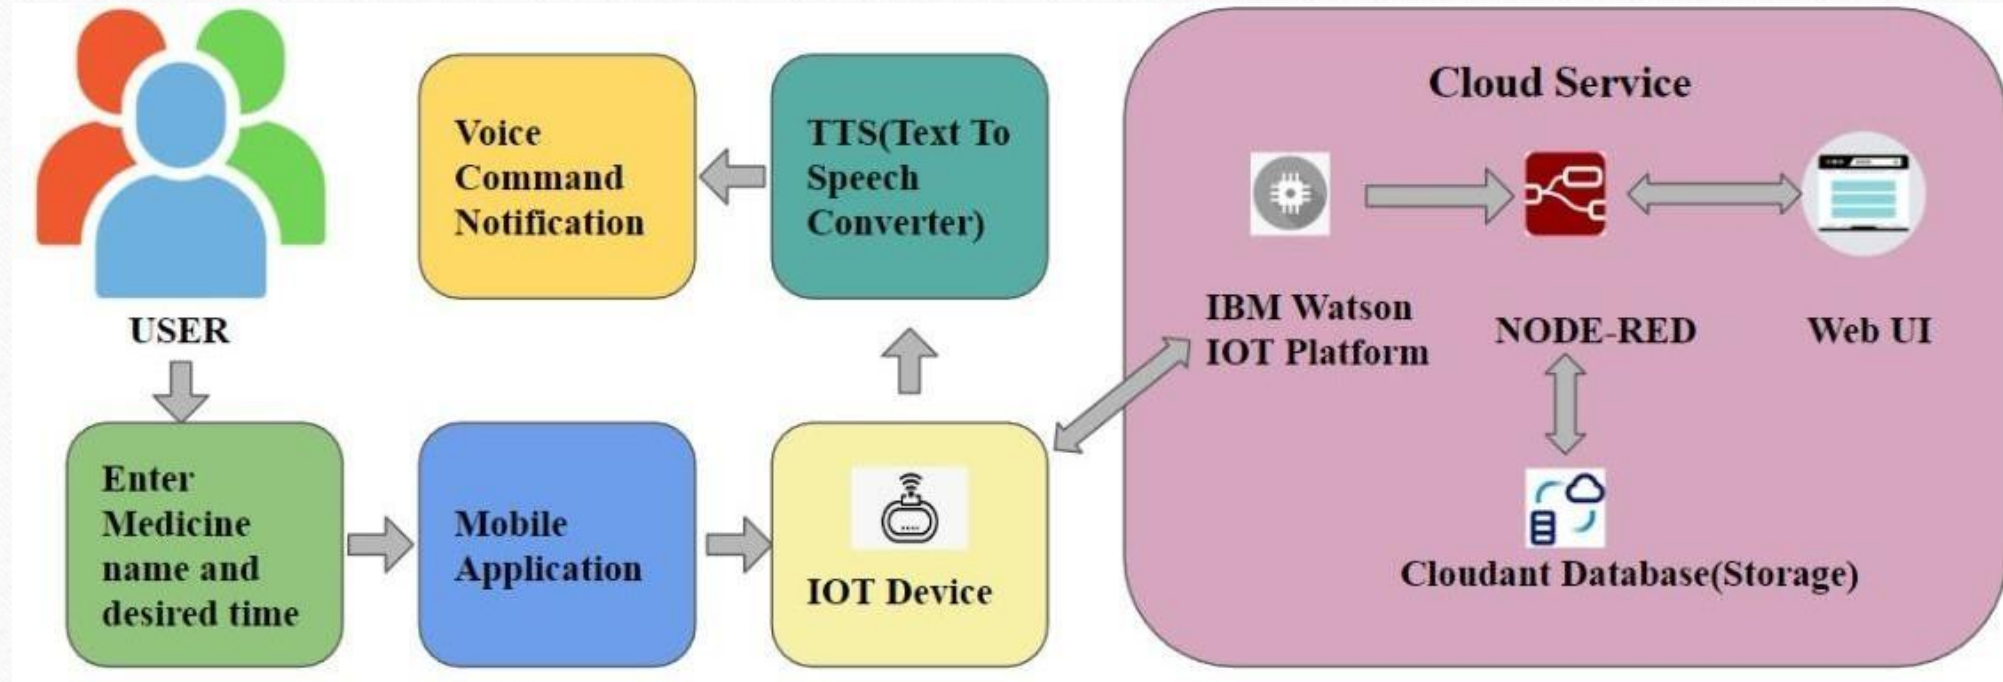 USER
Enter
Medicine
name and
desired time
Mobile
Application
IOT Device
TTS(Text To
Speech
Converter)
Voice
Command
Notification
Cloud Service
IBM Watson
IOT Platform
NODE-RED
Web UI
Cloudant Database(Storage)